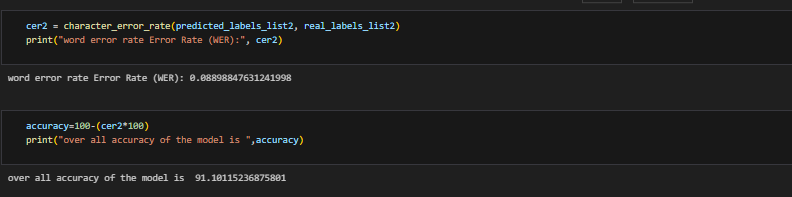 cer2 = character_error_rate(predicted_labels_list2, real_labels_list2)
print("word error rate Error Rate (WER):", cer2)
word error rate Error Rate (WER): 0.08898847631241998
accuracy=100-(cer2*100)
print("over all accuracy of the model is ",accuracy)
over all accuracy of the model is  91.10115236875801